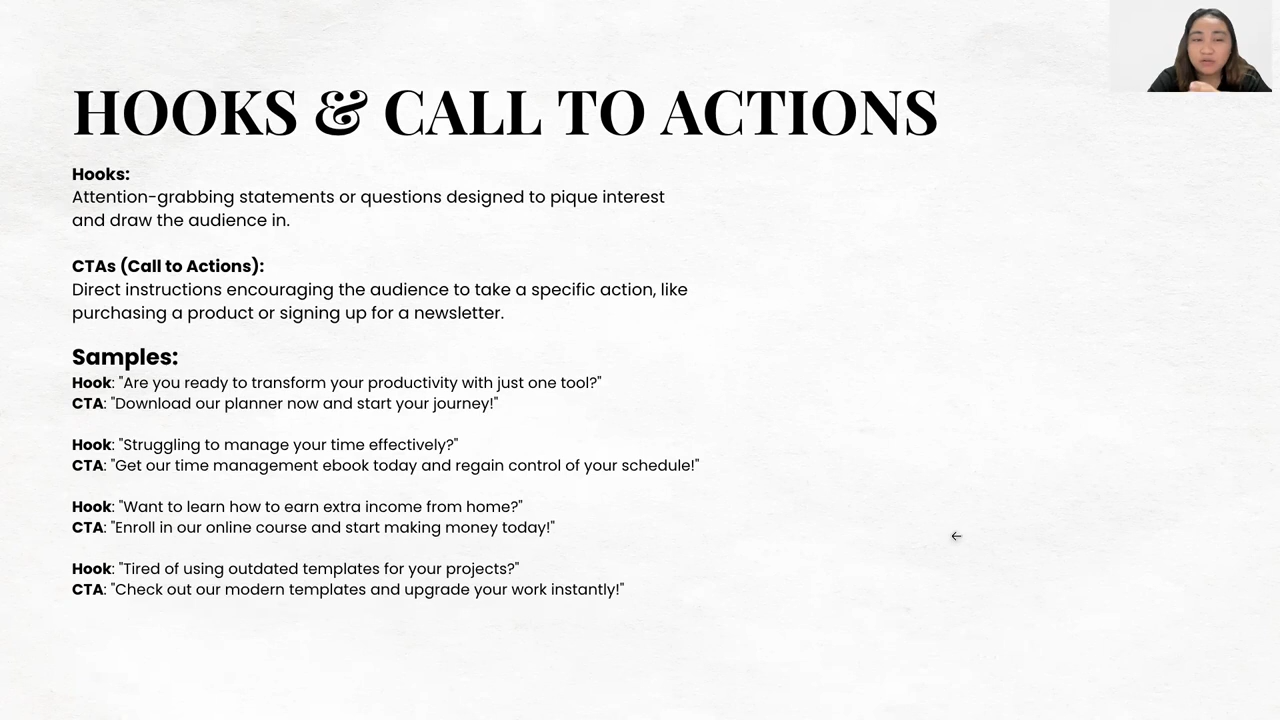 HOOKS & CALL TO ACTIONS
Hooks:
Attention-grabbing statements or questions designed to pique interest
and draw the audience in.
CTAs (Call to Actions):
Direct instructions encouraging the audience to take a specific action, like
purchasing a product or signing up for a newsletter.
Samples:
Hook: "Are you ready to transform your productivity with just one tool?"
CTA: "Download our planner now and start your journey!"
Hook: "Struggling to manage your time effectively?"
CTA: "Get our time management ebook today and regain control of your schedule!"
Hook: "Want to learn how to earn extra income from home?"
CTA: "Enroll in our online course and start making money today!"
Hook: "Tired of using outdated templates for your projects?"
CTA: "Check out our modern templates and upgrade your work instantly!"